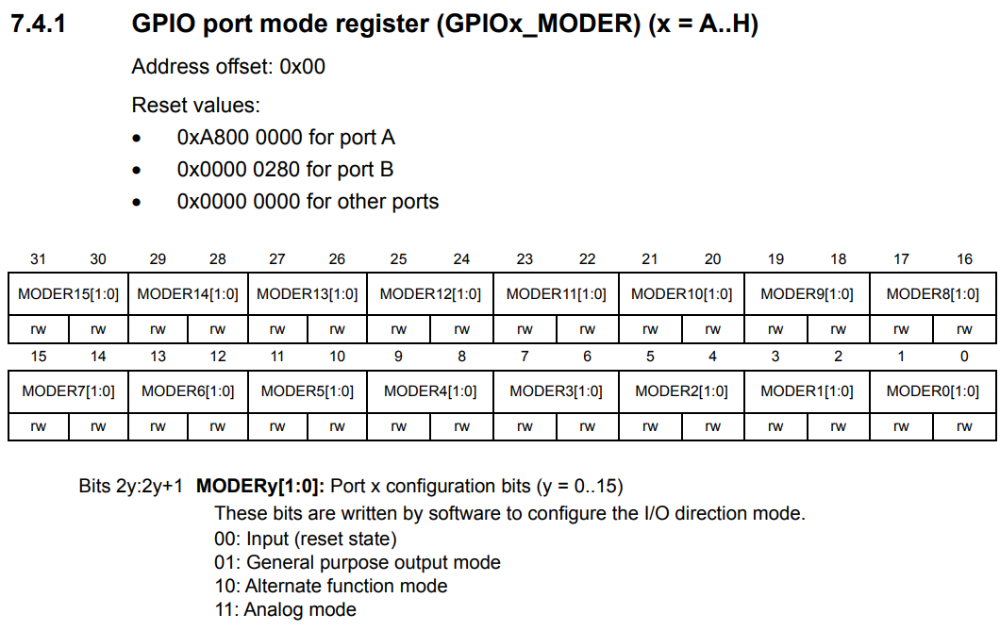 7.4.1 GPIO port mode register (GPIOx_MODER) (x = A..H)
Address offset: 0x00
Reset values:
• 0xA800 0000 for port A
• 0x0000 0280 for port B
• 0x0000 0000 for other ports
31 30 29 28 27 26 25 24 23 22 21 20 19 18 17 16
MODER15[1:0] MODER14[1:0] MODER13[1:0] MODER12[1:0] MODER11[1:0] MODER10[1:0] MODER9[1:0] MODER8[1:0]
rw rw rw rw rw rw rw rw rw rw rw rw rw rw rw rw
15 14 13 12 11 10 9 8 7 6 5 4 3 2 1 0
MODER7[1:0] MODER6[1:0] MODER5[1:0] MODER4[1:0] MODER3[1:0] MODER2[1:0] MODER1[1:0] MODER0[1:0]
rw rw rw rw rw rw rw rw rw rw rw rw rw rw rw rw
Bits 2y:2y+1 MODERy[1:0]: Port x configuration bits (y = 0..15)
These bits are written by software to configure the I/O direction mode.
00: Input (reset state)
01: General purpose output mode
10: Alternate function mode
11: Analog mode